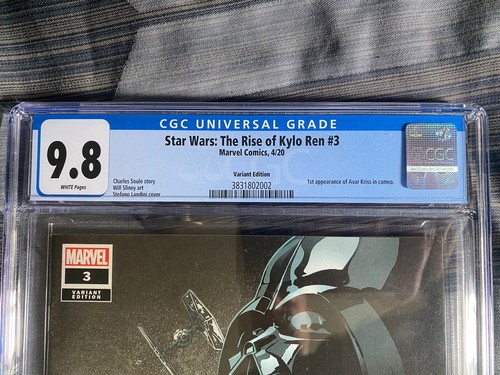 CGC UNIVERSAL GRADE
9.8
WHITE Pages
Star Wars: The Rise of Kylo Ren #3
Marvel Comics, 4/20
Variant Edition
3831802002
Charles Soule story
Will Sliney art
Stefano Landini cover
1st appearance of Avar Kriss in cameo.
CGC
MARVEL
3
VARIANT
EDITION